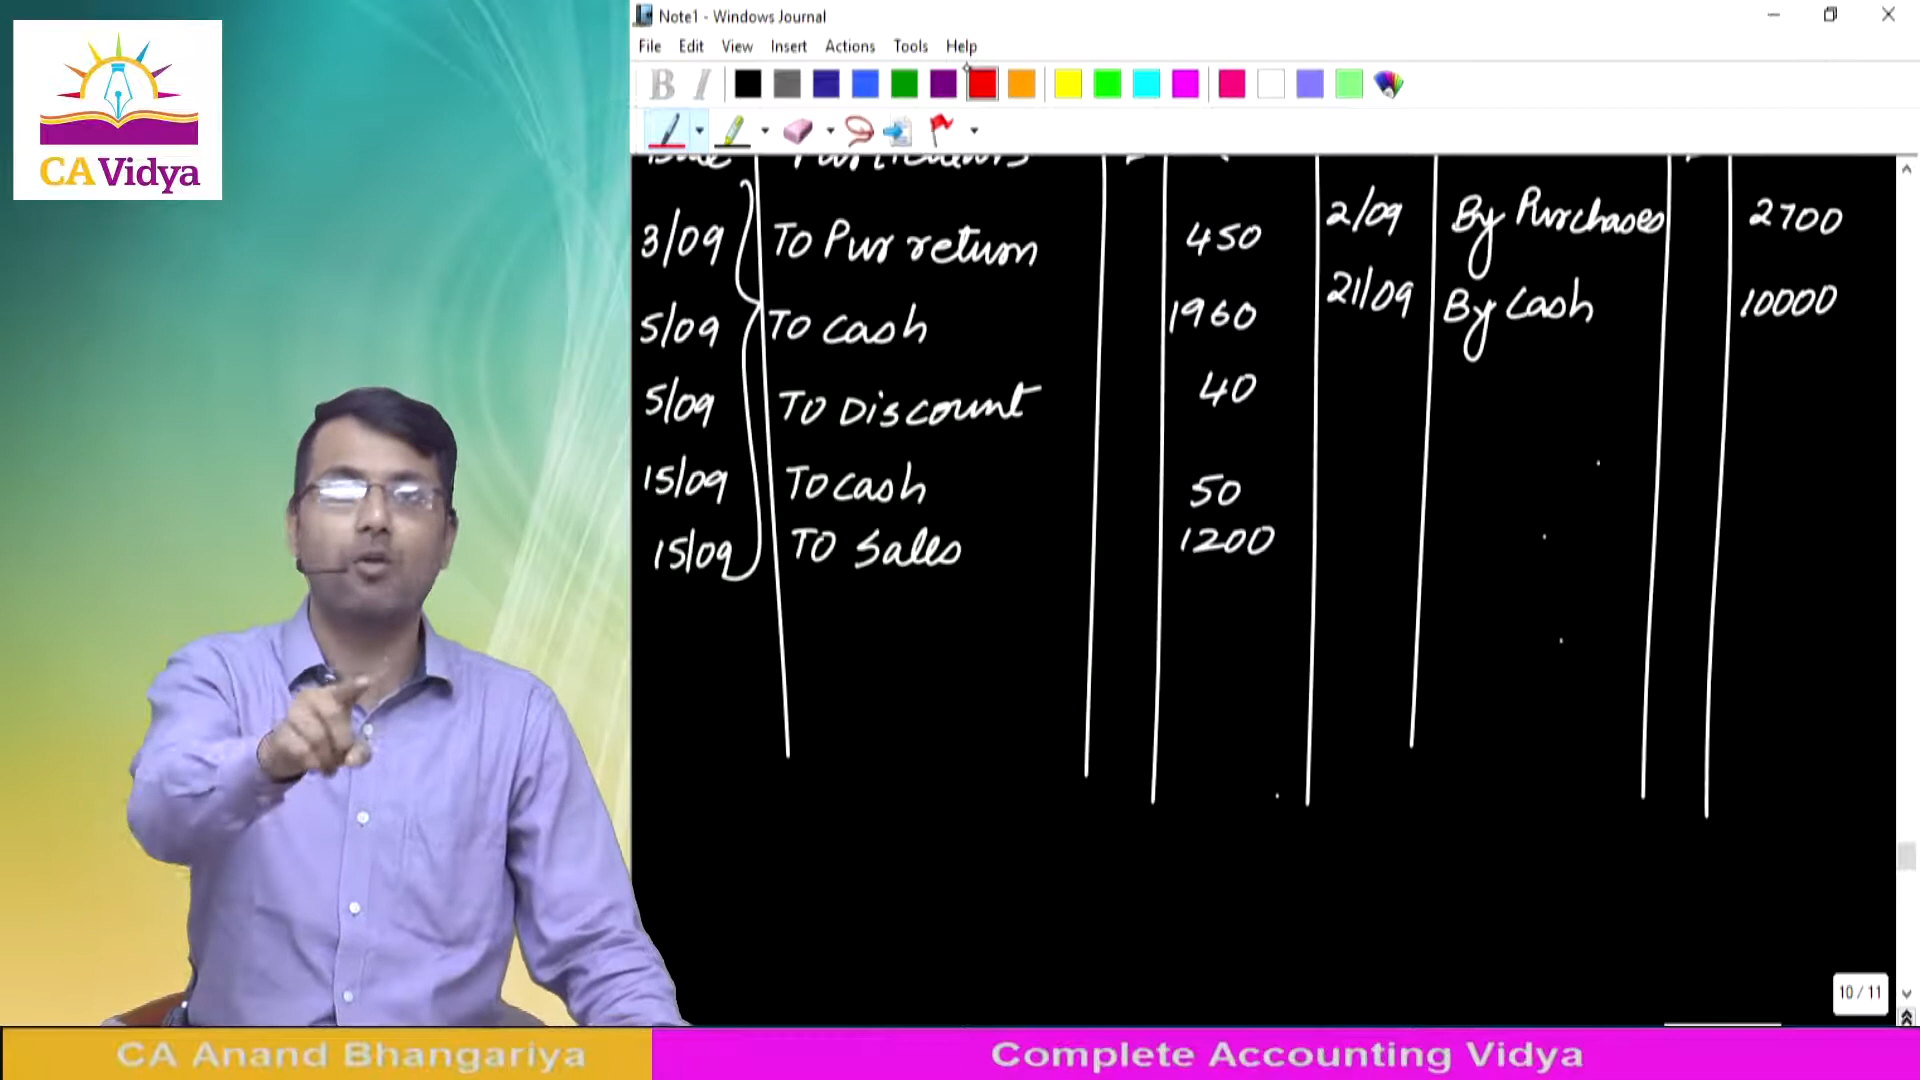 CA Vidya
Note1 - Windows Journal
File Edit View Insert Actions Tools Help
B I
Particulars
3/09 To Pur return 450 2/09 By Purchases 2700
5/09 To Cash 1960 21/09 By Cash 10000
5/09 To Discount 40
15/09 To Cash 50
15/09 To Sales 1200
10 / 11
CA Anand Bhangariya
Complete Accounting Vidya